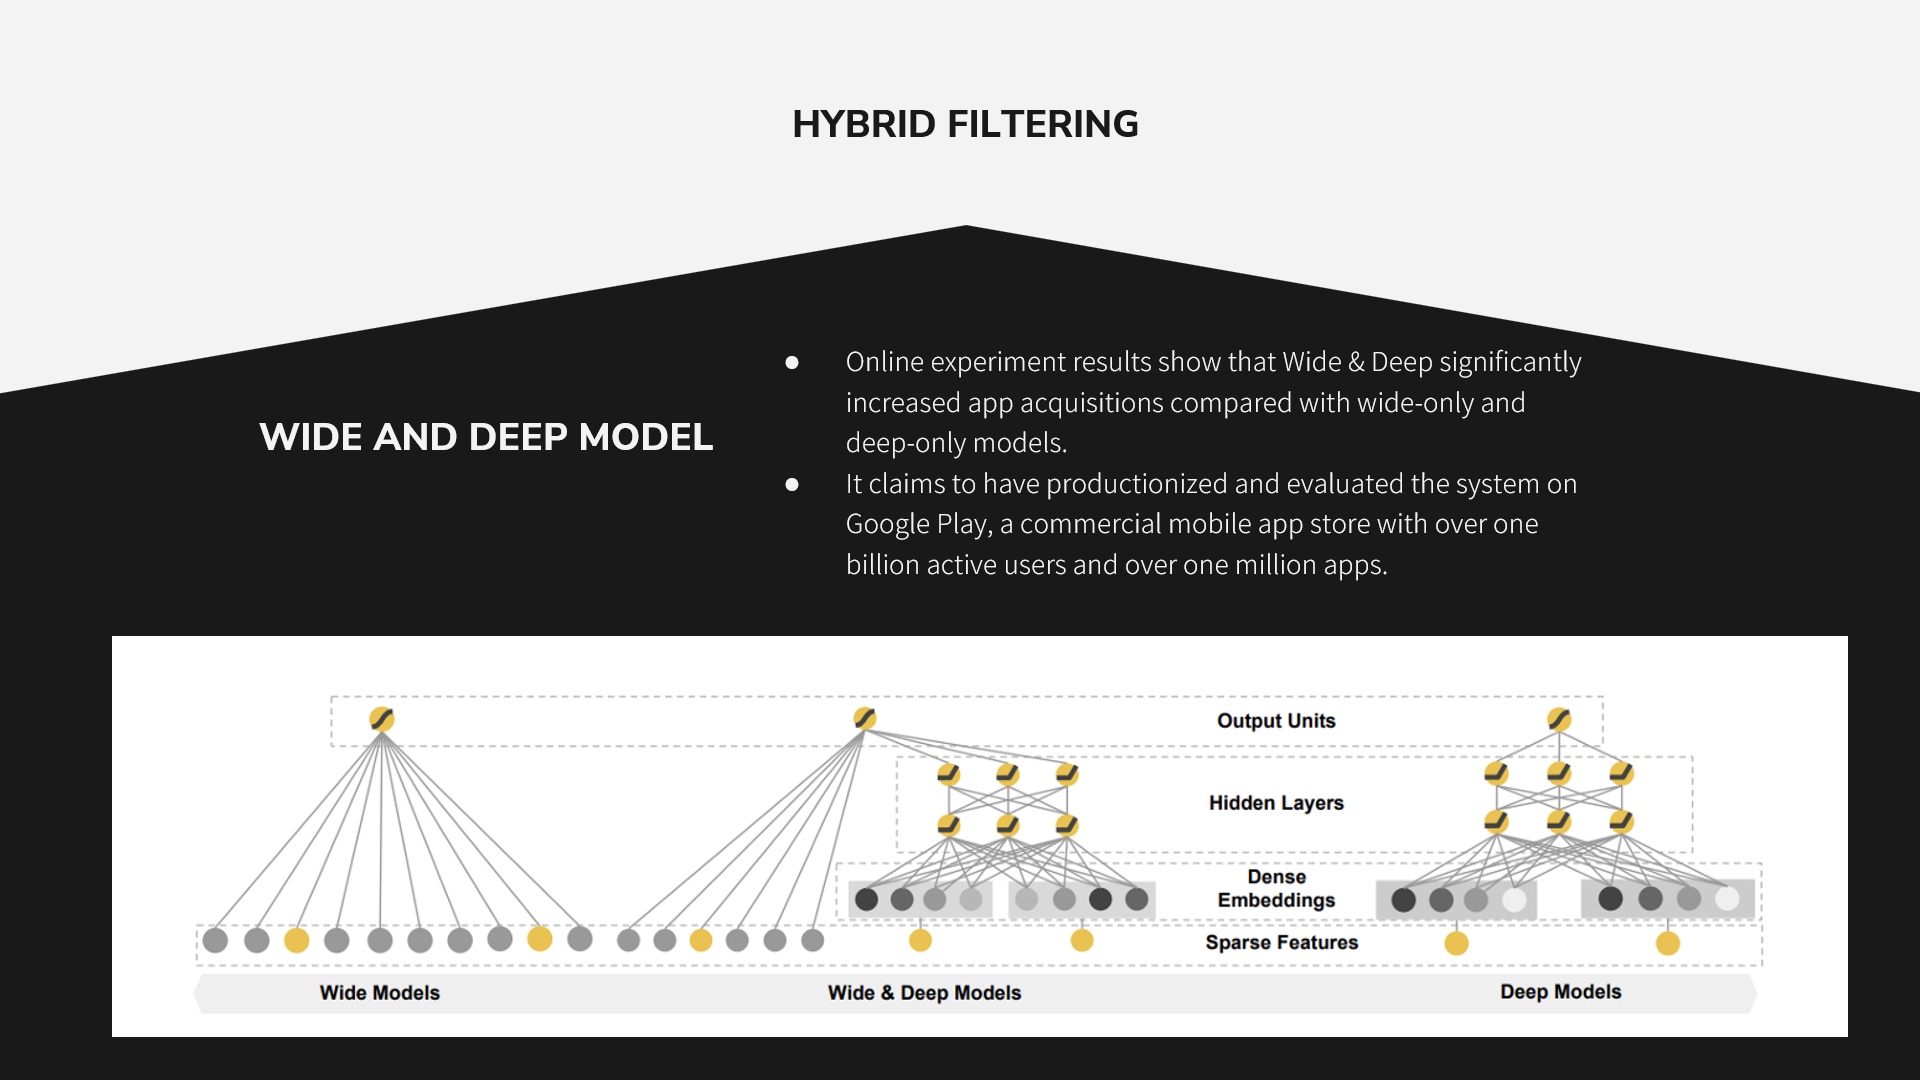 HYBRID FILTERING
WIDE AND DEEP MODEL
● Online experiment results show that Wide & Deep significantly
increased app acquisitions compared with wide-only and
deep-only models.
● It claims to have productionized and evaluated the system on
Google Play, a commercial mobile app store with over one
billion active users and over one million apps.
Output Units
Hidden Layers
Dense
Embeddings
Sparse Features
Wide Models
Wide & Deep Models
Deep Models